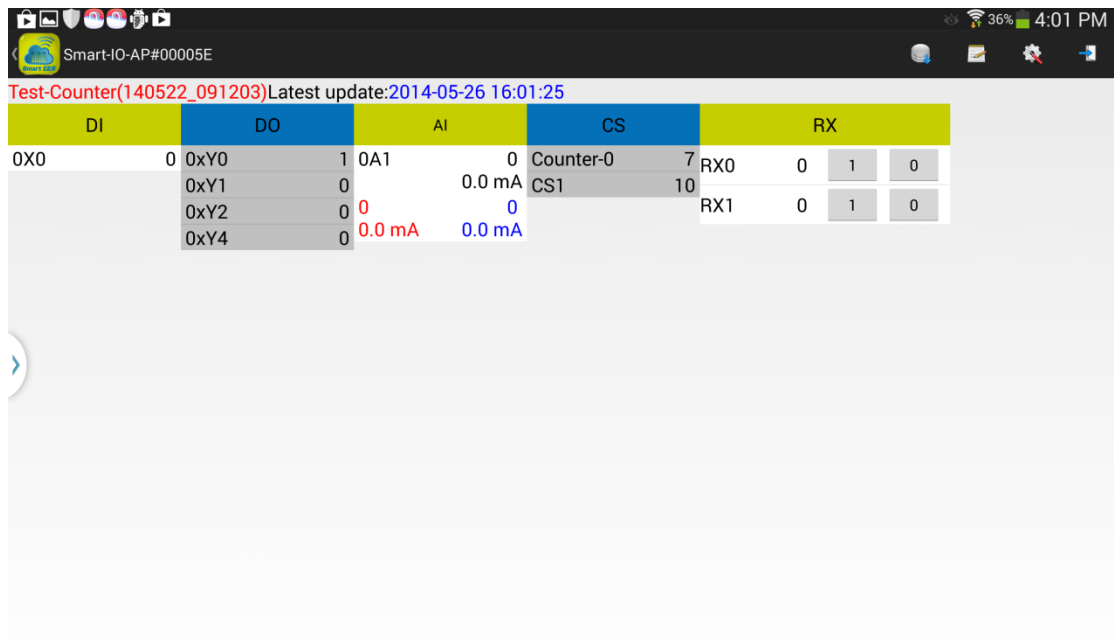 36% 4:01 PM
Smart-IO-AP#00005E
Test-Counter(140522_091203)Latest update:2014-05-26 16:01:25
DI DO AI CS RX
0X0 0 0xY0 1 0A1 0 Counter-0 7 RX0 0 1 0
0xY1 0 0.0 mA CS1 10
0xY2 0 0 0 RX1 0 1 0
0xY4 0 0.0 mA 0.0 mA